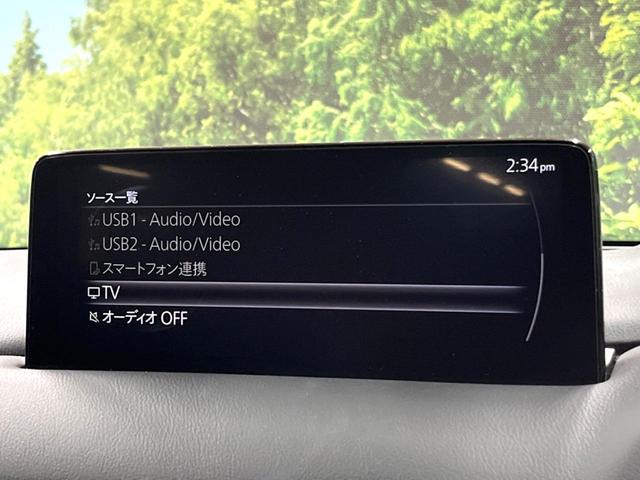 2:34pm
ソース一覧
USB1 - Audio/Video
USB2 - Audio/Video
スマートフォン連携
TV
オーディオ OFF